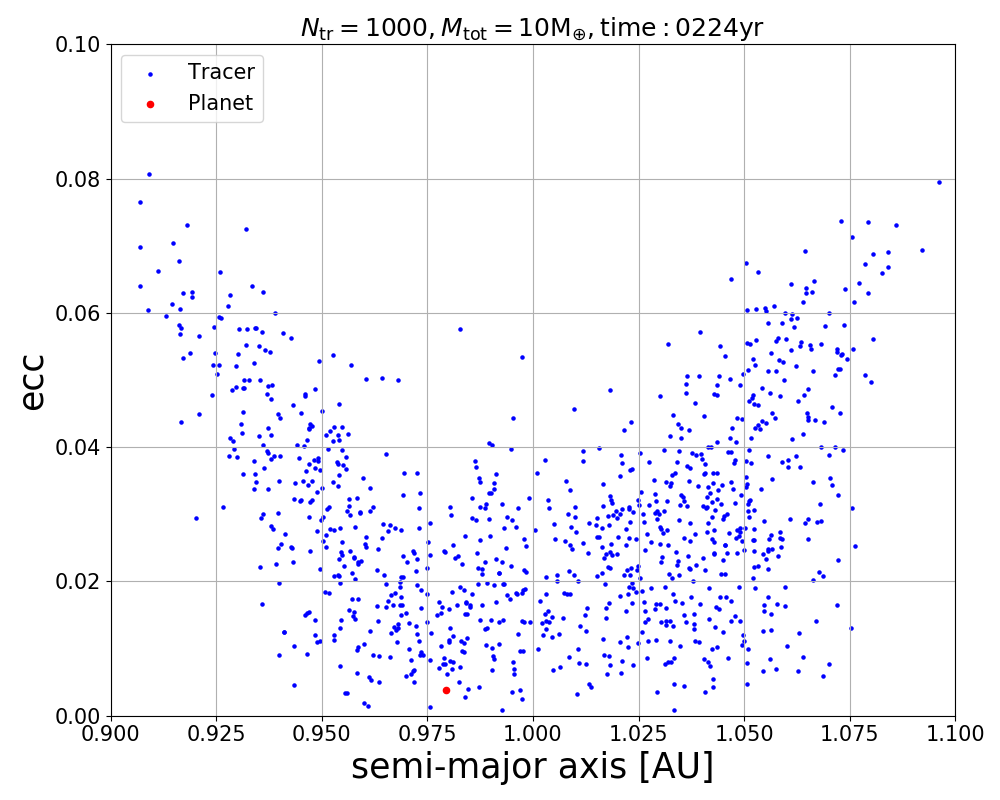 N_tr = 1000, M_tot = 10M_⊕, time : 0224yr
Tracer
Planet
ecc
0.10
0.08
0.06
0.04
0.02
0.00
0.900 0.925 0.950 0.975 1.000 1.025 1.050 1.075 1.100
semi-major axis [AU]